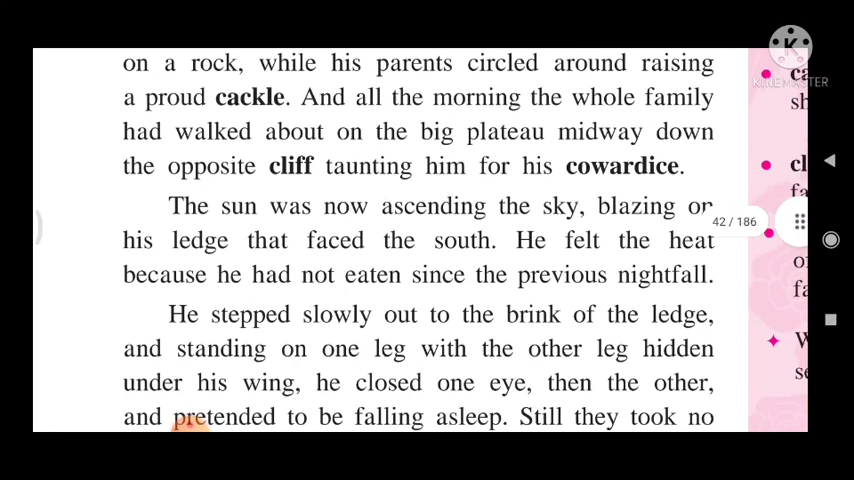 on a rock, while his parents circled around raising
a proud cackle. And all the morning the whole family
had walked about on the big plateau midway down
the opposite cliff taunting him for his cowardice.
The sun was now ascending the sky, blazing on
his ledge that faced the south. He felt the heat
because he had not eaten since the previous nightfall.
He stepped slowly out to the brink of the ledge,
and standing on one leg with the other leg hidden
under his wing, he closed one eye, then the other,
and pretended to be falling asleep. Still they took no
KINEMASTER
42 / 186